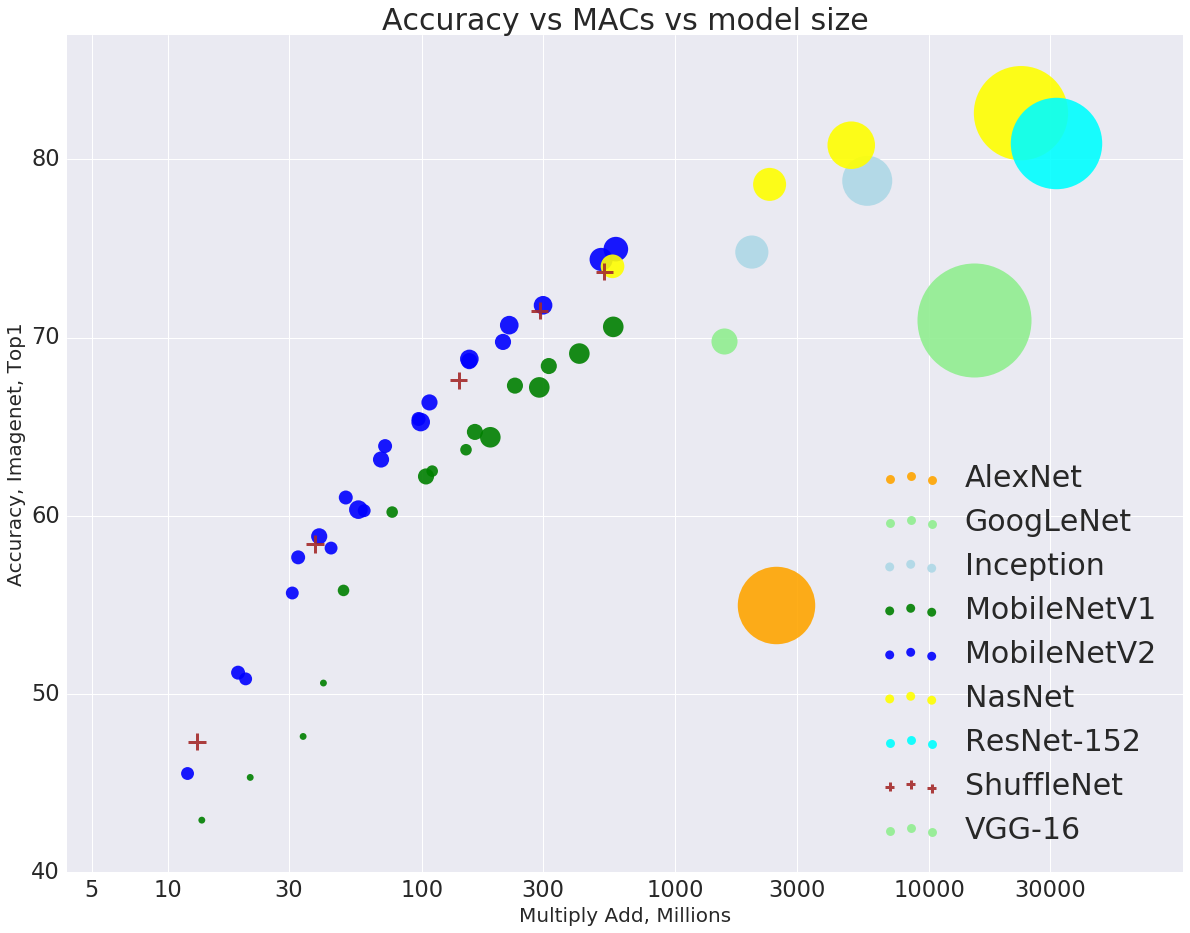 Accuracy vs MACs vs model size
Accuracy, Imagenet, Top1
80
70
60
50
40
AlexNet
GoogLeNet
Inception
MobileNetV1
MobileNetV2
NasNet
ResNet-152
ShuffleNet
VGG-16
5 10 30 100 300 1000 3000 10000 30000
Multiply Add, Millions